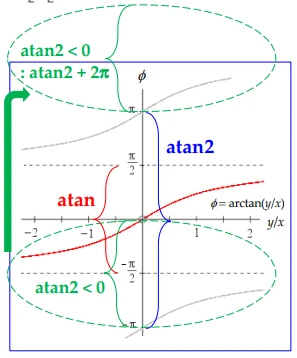 atan2 < 0
: atan2 + 2π
ϕ
π
atan2
π
2
atan
ϕ = arctan(y/x)
y/x
−2
−1
1
2
−π
2
atan2 < 0
−π